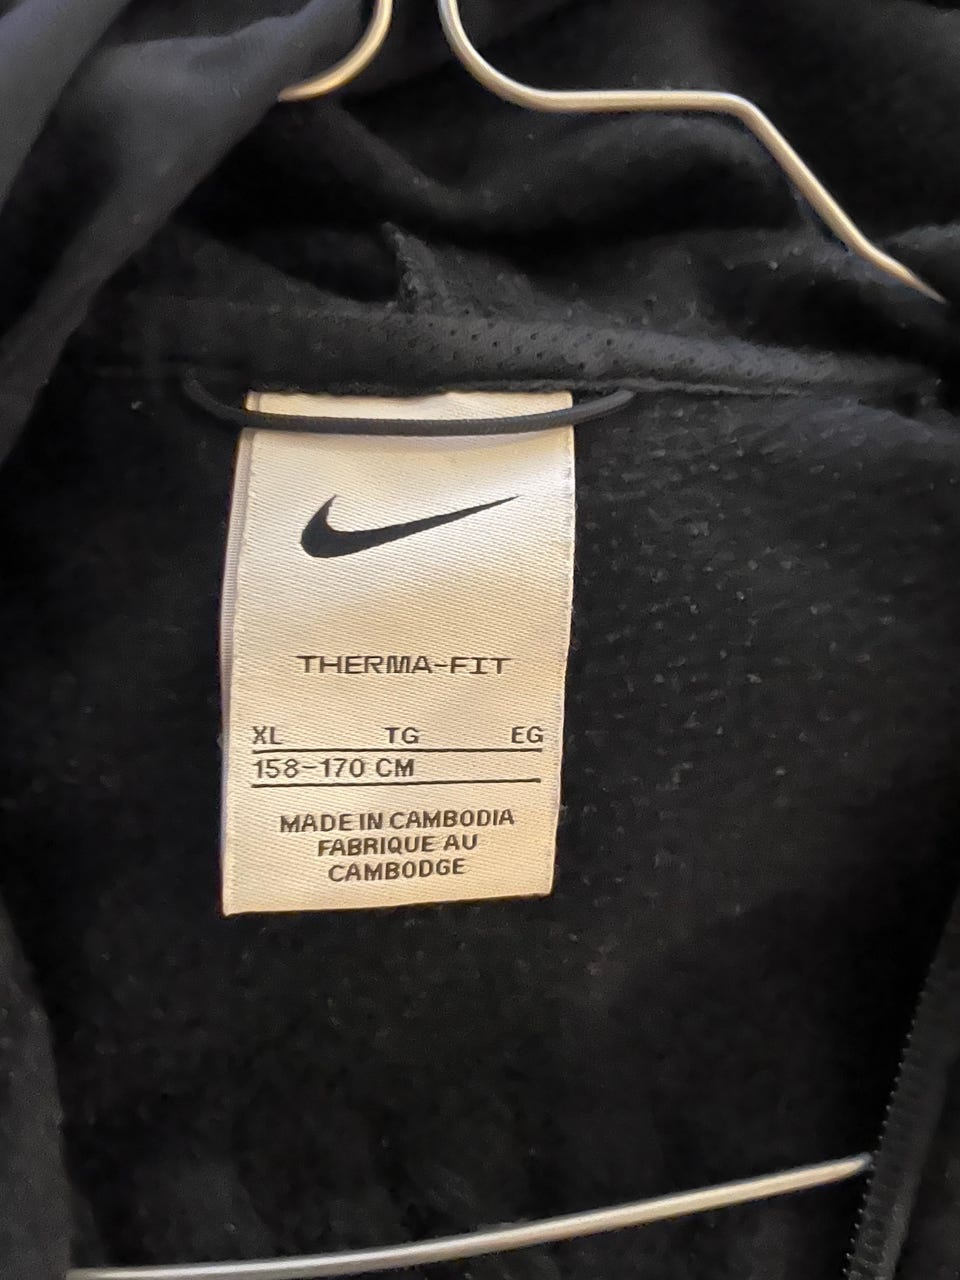 THERMA-FIT
XL TG EG
158-170 CM
MADE IN CAMBODIA
FABRIQUE AU
CAMBODGE